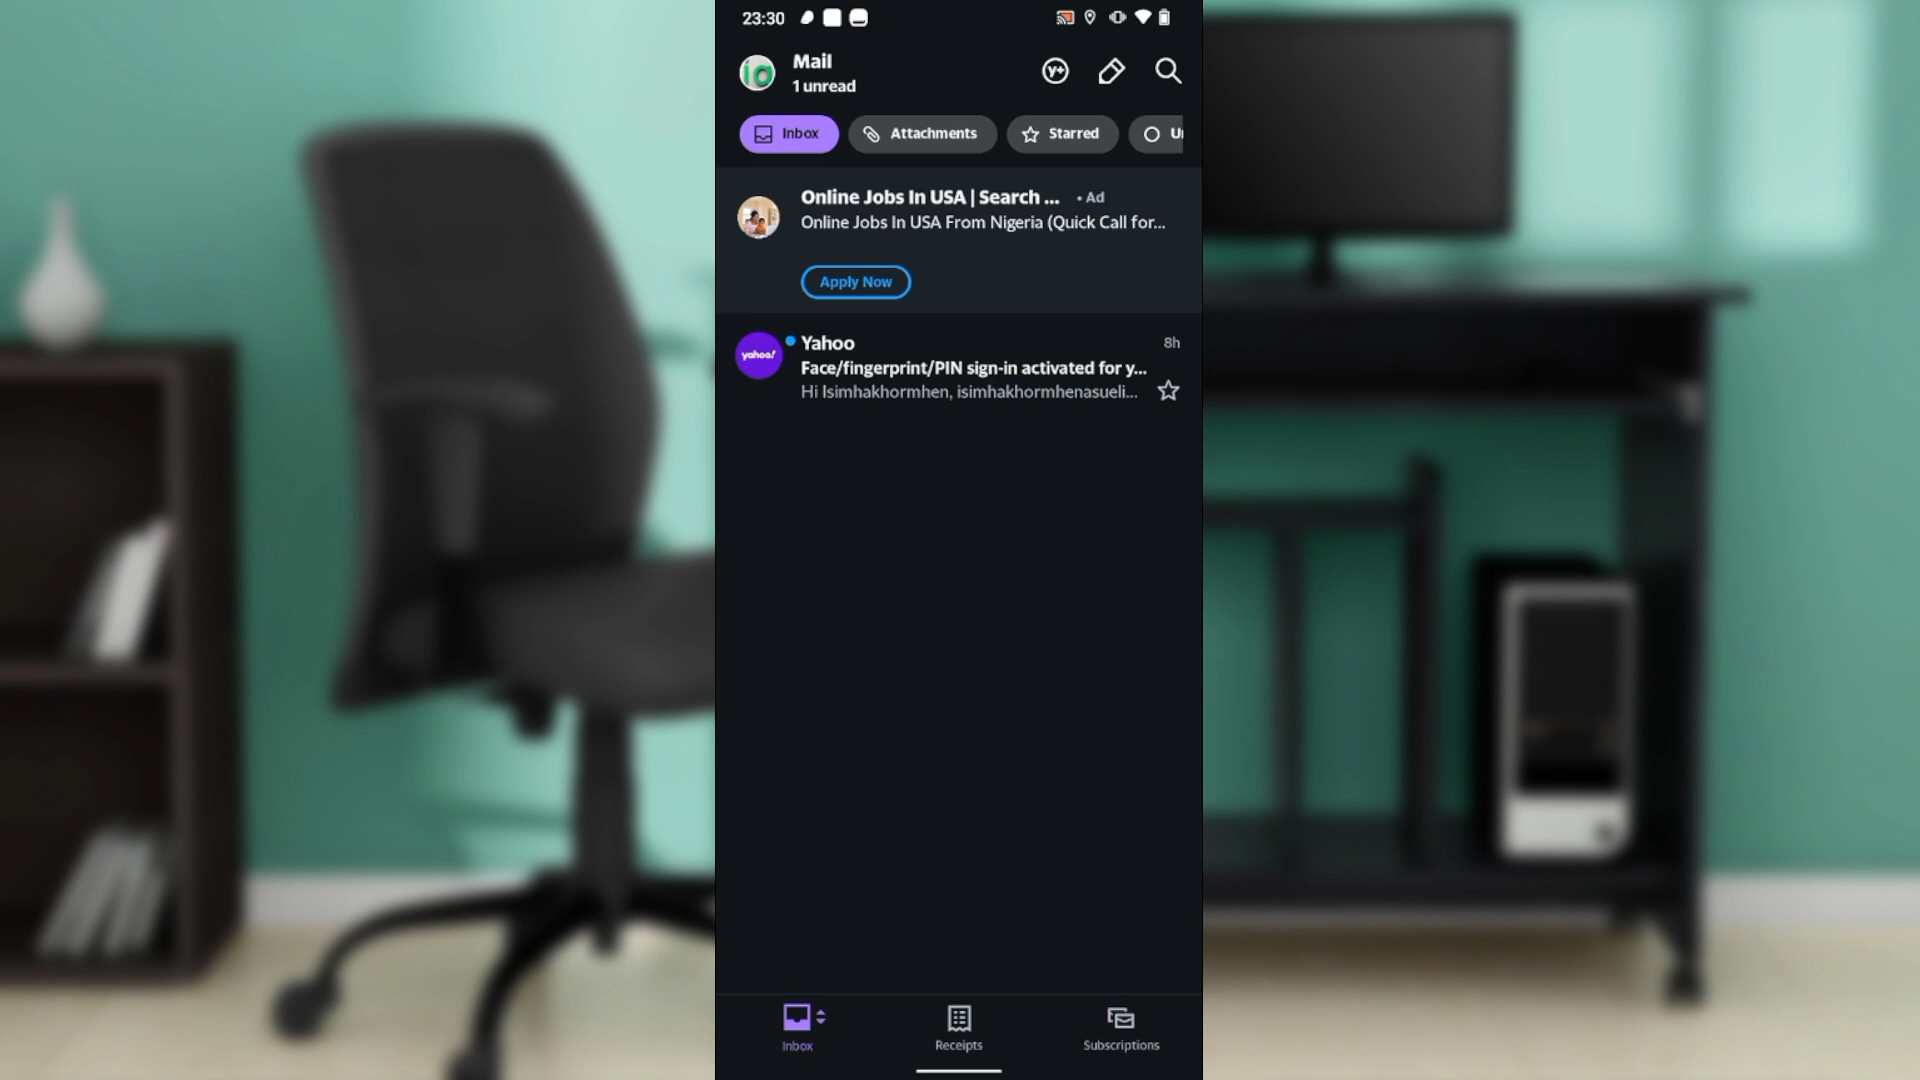 23:30
Mail
1 unread
y+
Inbox
Attachments
Starred
Online Jobs In USA | Search ... • Ad
Online Jobs In USA From Nigeria (Quick Call for...
Apply Now
yahoo!
Yahoo
8h
Face/fingerprint/PIN sign-in activated for y...
Hi Isimhakhormhen, isimhakhormhenasueli...
Inbox
Receipts
Subscriptions